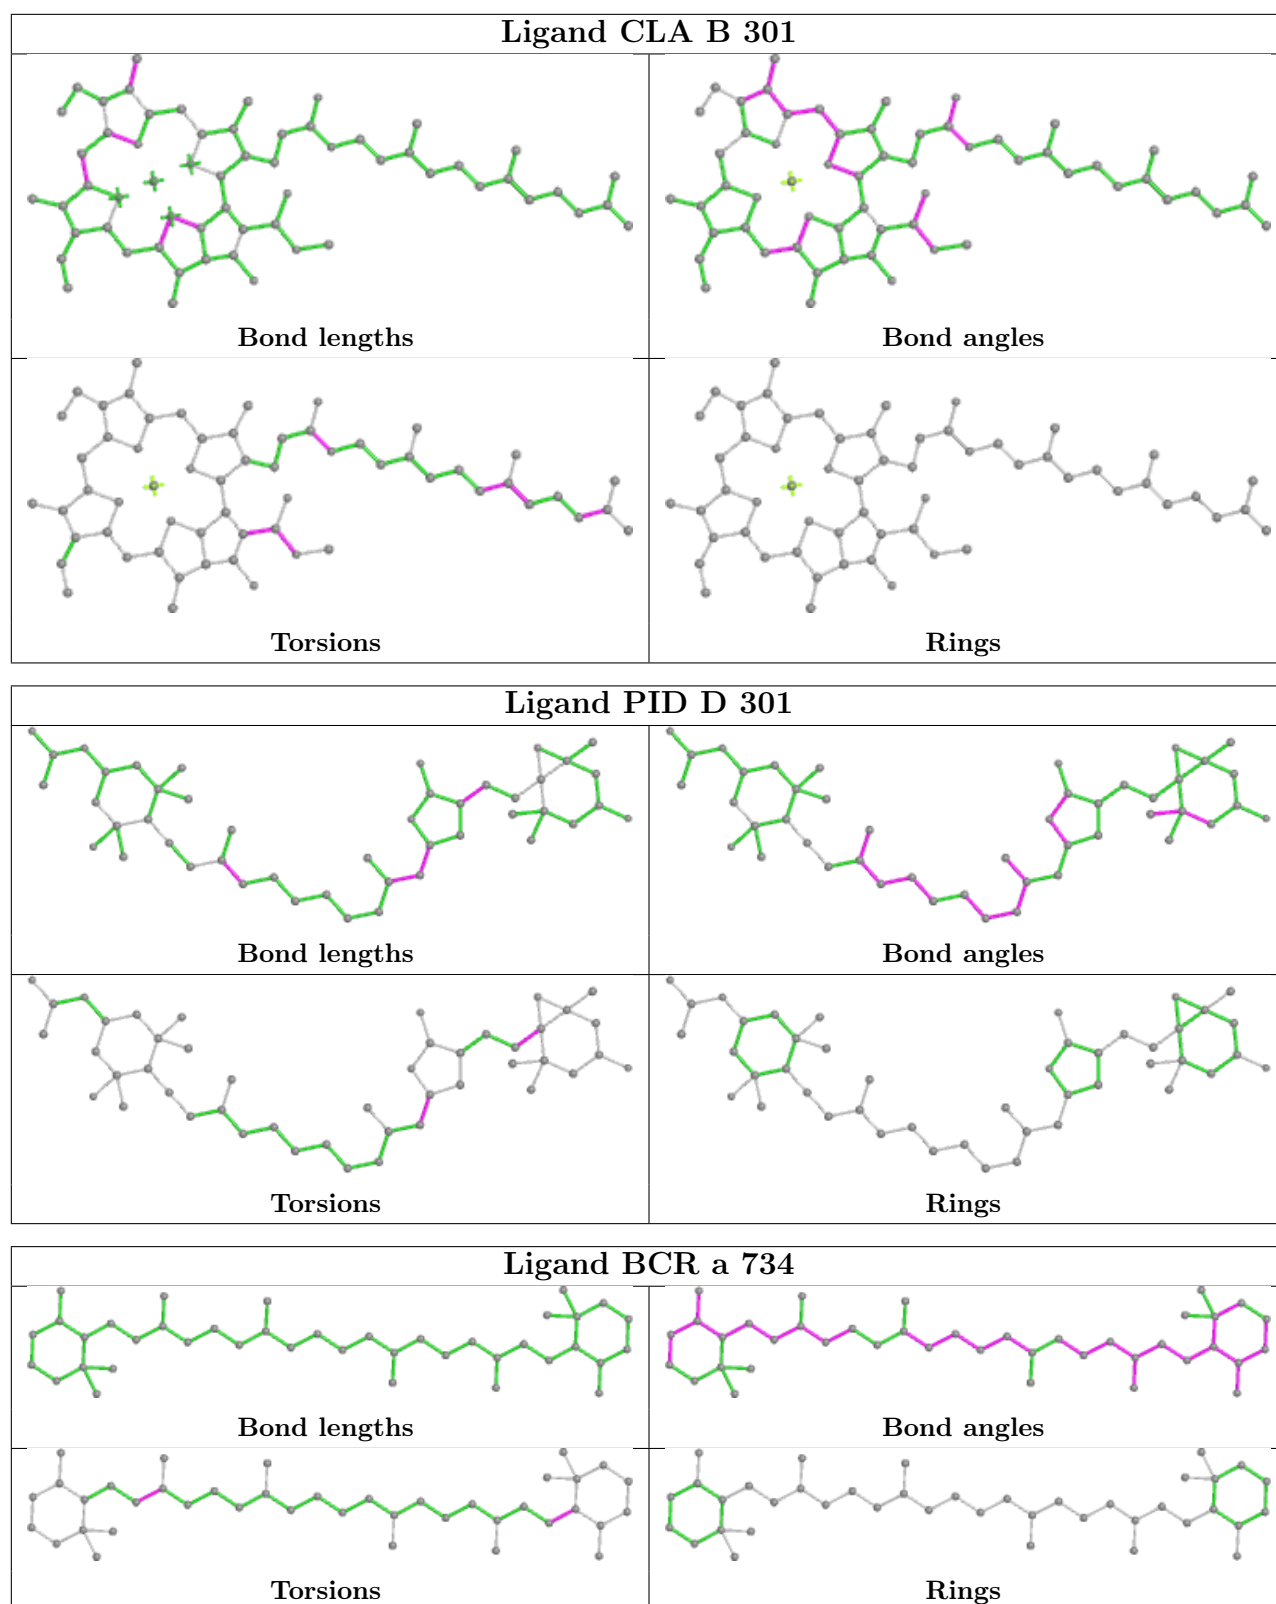 Ligand CLA B 301
Bond lengths
Bond angles
Torsions
Rings
Ligand PID D 301
Bond lengths
Bond angles
Torsions
Rings
Ligand BCR a 734
Bond lengths
Bond angles
Torsions
Rings